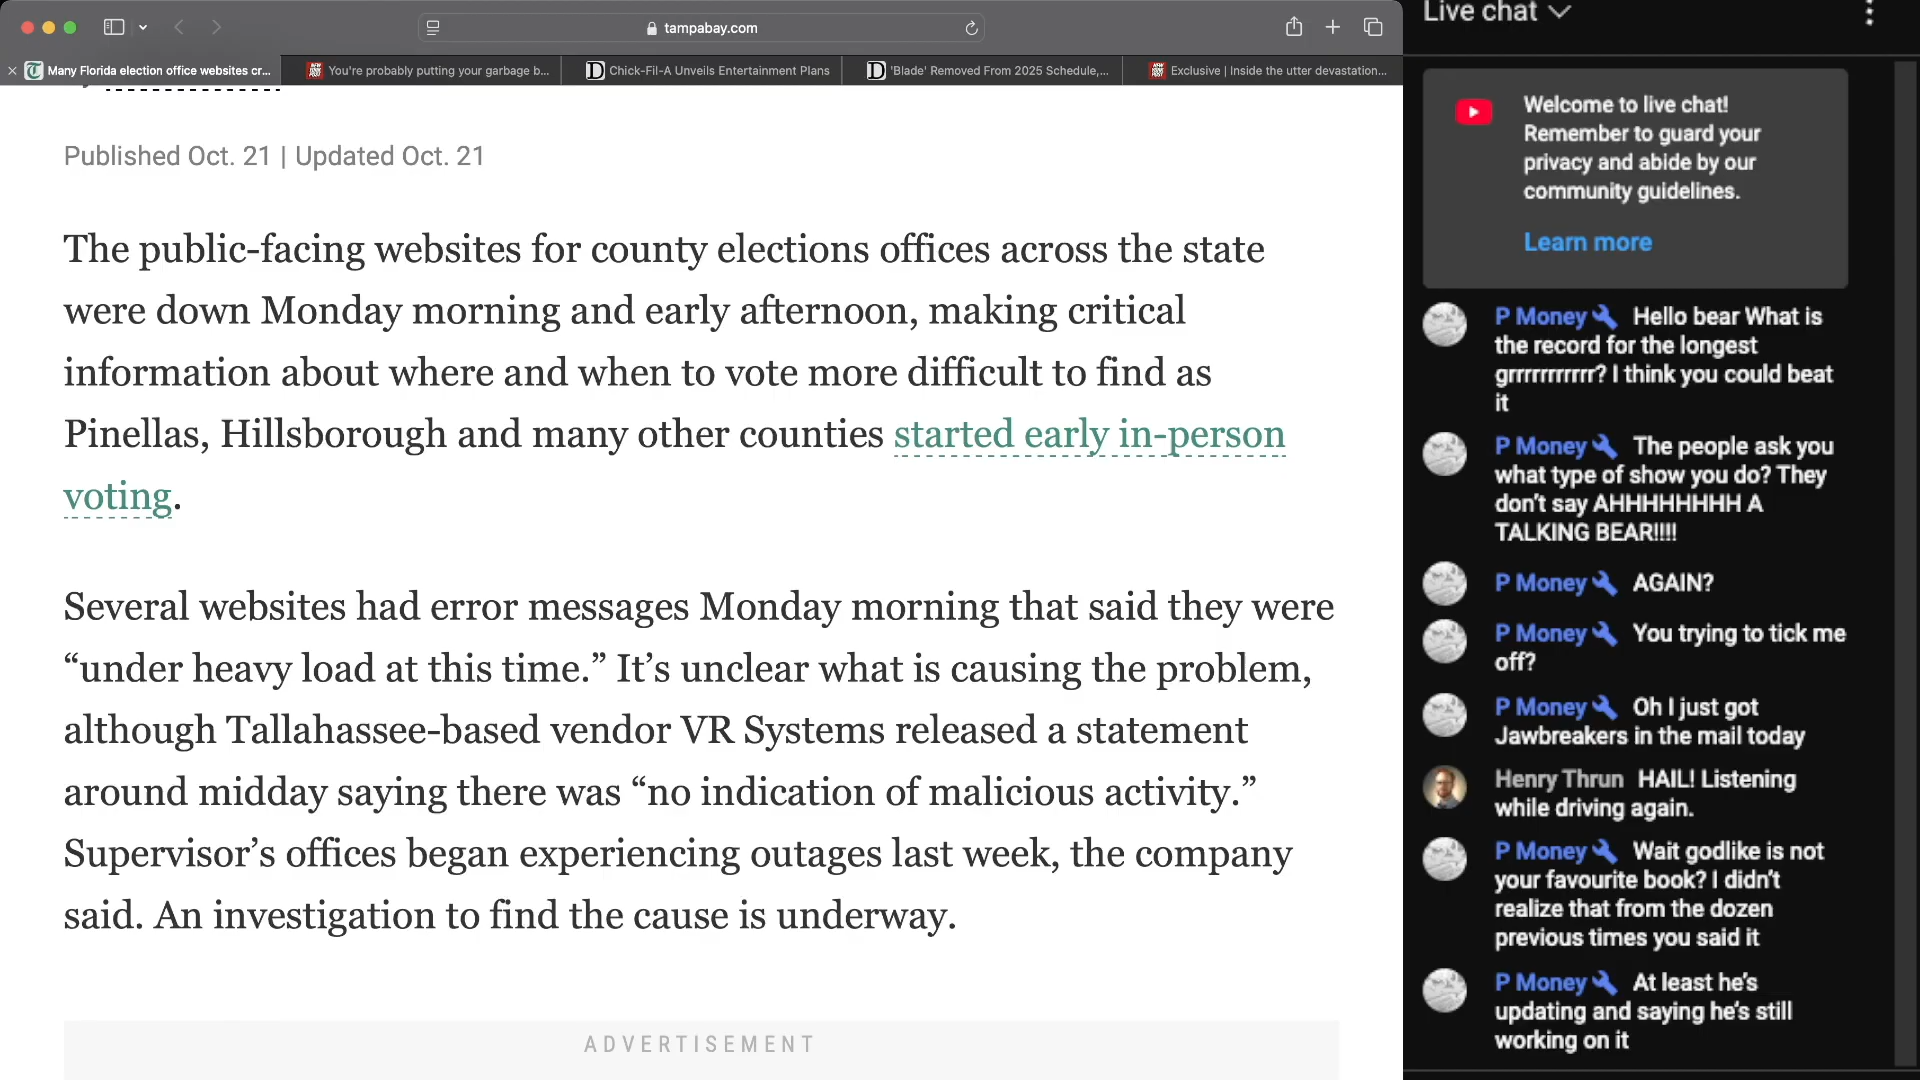 tampabay.com
Many Florida election office websites cr...
You're probably putting your garbage b...
Chick-Fil-A Unveils Entertainment Plans
'Blade' Removed From 2025 Schedule,...
Exclusive | Inside the utter devastation...
Published Oct. 21 | Updated Oct. 21
The public-facing websites for county elections offices across the state
were down Monday morning and early afternoon, making critical
information about where and when to vote more difficult to find as
Pinellas, Hillsborough and many other counties started early in-person
voting.
Several websites had error messages Monday morning that said they were
“under heavy load at this time.” It’s unclear what is causing the problem,
although Tallahassee-based vendor VR Systems released a statement
around midday saying there was “no indication of malicious activity.”
Supervisor’s offices began experiencing outages last week, the company
said. An investigation to find the cause is underway.
ADVERTISEMENT
Live chat
Welcome to live chat!
Remember to guard your
privacy and abide by our
community guidelines.
Learn more
P Money Hello bear What is
the record for the longest
grrrrrrrrrrr? I think you could beat
it
P Money The people ask you
what type of show you do? They
don't say AHHHHHHHH A
TALKING BEAR!!!!
P Money AGAIN?
P Money You trying to tick me
off?
P Money Oh I just got
Jawbreakers in the mail today
Henry Thrun HAIL! Listening
while driving again.
P Money Wait godlike is not
your favourite book? I didn't
realize that from the dozen
previous times you said it
P Money At least he's
updating and saying he's still
working on it